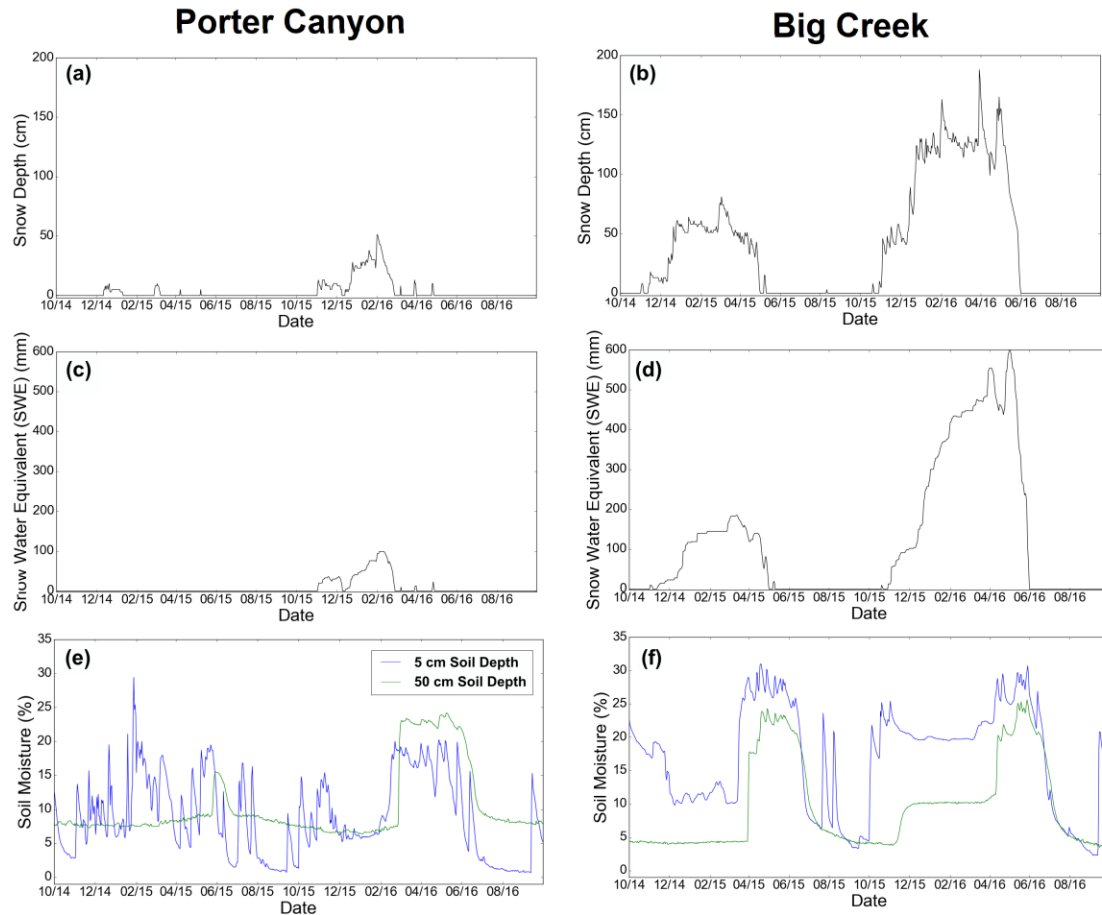 Porter Canyon
Big Creek
(a)
200
150
100
50
0
Snow Depth (cm)
10/14 12/14 02/15 04/15 06/15 08/15 10/15 12/15 02/16 04/16 06/16 08/16
Date
(b)
200
150
100
50
0
Snow Depth (cm)
10/14 12/14 02/15 04/15 06/15 08/15 10/15 12/15 02/16 04/16 06/16 08/16
Date
(c)
600
500
400
300
200
100
0
Snow Water Equivalent (SWE) (mm)
10/14 12/14 02/15 04/15 06/15 08/15 10/15 12/15 02/16 04/16 06/16 08/16
Date
(d)
600
500
400
300
200
100
0
Snow Water Equivalent (SWE) (mm)
10/14 12/14 02/15 04/15 06/15 08/15 10/15 12/15 02/16 04/16 06/16 08/16
Date
(e)
5 cm Soil Depth
50 cm Soil Depth
35
30
25
20
15
10
5
0
Soil Moisture (%)
10/14 12/14 02/15 04/15 06/15 08/15 10/15 12/15 02/16 04/16 06/16 08/16
Date
(f)
35
30
25
20
15
10
5
0
Soil Moisture (%)
10/14 12/14 02/15 04/15 06/15 08/15 10/15 12/15 02/16 04/16 06/16 08/16
Date